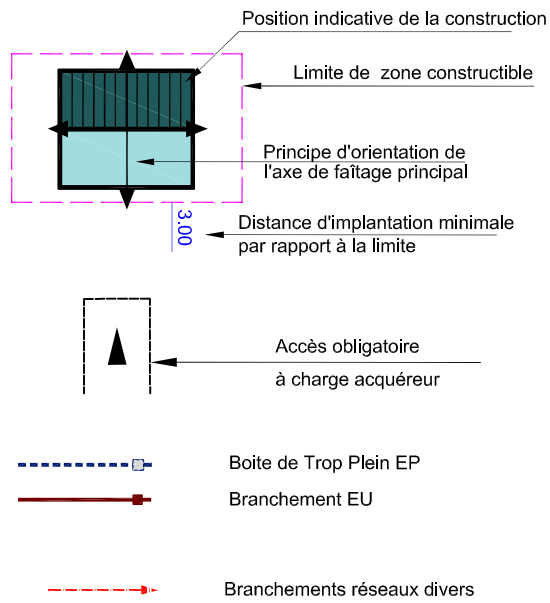 Position indicative de la construction
Limite de zone constructible
Principe d'orientation de
l'axe de faîtage principal
3.00
Distance d'implantation minimale
par rapport à la limite
Accès obligatoire
à charge acquéreur
Boite de Trop Plein EP
Branchement EU
Branchements réseaux divers